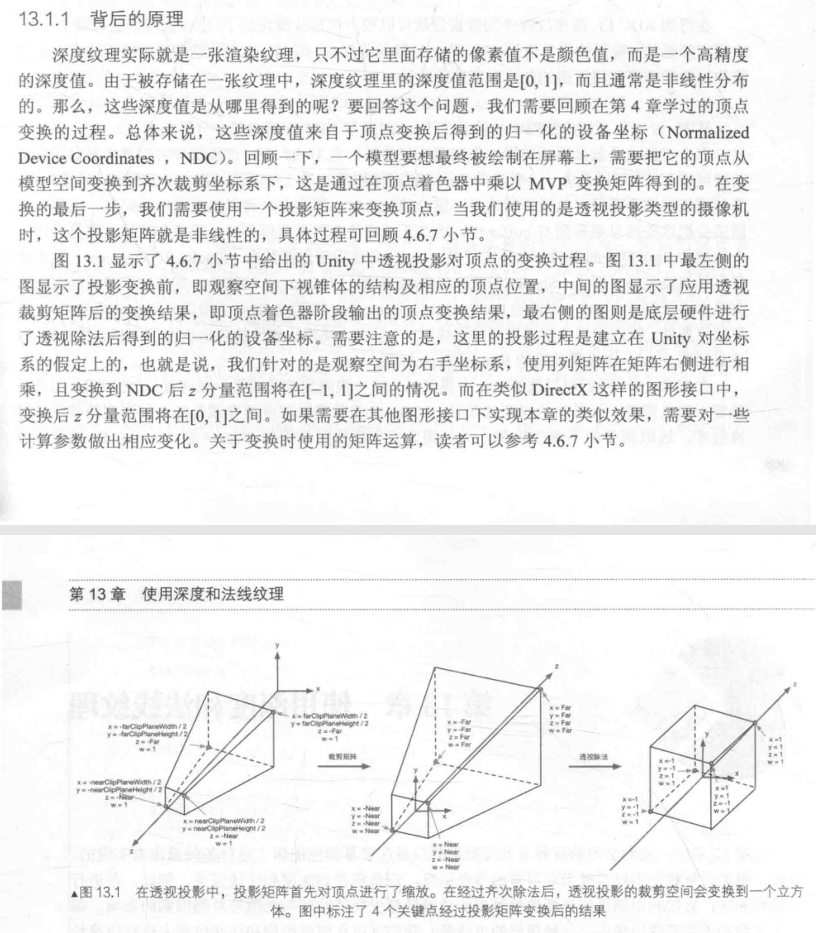 13.1.1 背后的原理
深度纹理实际就是一张渲染纹理，只不过它里面存储的像素值不是颜色值，而是一个高精度
的深度值。由于被存储在一张纹理中，深度纹理里的深度值范围是[0, 1]，而且通常是非线性分布
的。那么，这些深度值是从哪里得到的呢？要回答这个问题，我们需要回顾在第 4 章学过的顶点
变换的过程。总体来说，这些深度值来自于顶点变换后得到的归一化的设备坐标（Normalized
Device Coordinates ，NDC）。回顾一下，一个模型要想最终被绘制在屏幕上，需要把它的顶点从
模型空间变换到齐次裁剪坐标系下，这是通过在顶点着色器中乘以 MVP 变换矩阵得到的。在变
换的最后一步，我们需要使用一个投影矩阵来变换顶点，当我们使用的是透视投影类型的摄像机
时，这个投影矩阵就是非线性的，具体过程可回顾 4.6.7 小节。
图 13.1 显示了 4.6.7 小节中给出的 Unity 中透视投影对顶点的变换过程。图 13.1 中最左侧的
图显示了投影变换前，即观察空间下视锥体的结构及相应的顶点位置，中间的图显示了应用透视
裁剪矩阵后的变换结果，即顶点着色器阶段输出的顶点变换结果，最右侧的图则是底层硬件进行
了透视除法后得到的归一化的设备坐标。需要注意的是，这里的投影过程是建立在 Unity 对坐标
系的假定上的，也就是说，我们针对的是观察空间为右手坐标系，使用列矩阵在矩阵右侧进行相
乘，且变换到 NDC 后 z 分量范围将在[−1, 1]之间的情况。而在类似 DirectX 这样的图形接口中，
变换后 z 分量范围将在[0, 1]之间。如果需要在其他图形接口下实现本章的类似效果，需要对一些
计算参数做出相应变化。关于变换时使用的矩阵运算，读者可以参考 4.6.7 小节。
第 13 章 使用深度和法线纹理
y
x
z
x = -farClipPlaneWidth / 2
y = -farClipPlaneHeight / 2
z = -Far
w = 1
x = farClipPlaneWidth / 2
y = farClipPlaneHeight / 2
z = -Far
w = 1
x = -nearClipPlaneWidth / 2
y = -nearClipPlaneHeight / 2
z = -Near
w = 1
x = nearClipPlaneWidth / 2
y = nearClipPlaneHeight / 2
z = -Near
w = 1
裁剪矩阵
z
y
x
x = -Far
y = -Far
z = Far
w = Far
x = Far
y = Far
z = Far
w = Far
x = -Near
y = -Near
z = -Near
w = Near
x = Near
y = Near
z = -Near
w = Near
透视除法
z
y
x
x=-1
y=-1
z=1
w=1
x=1
y=1
z=1
w=1
x=-1
y=-1
z=-1
w=1
x=1
y=1
z=-1
w=1
▲图 13.1 在透视投影中，投影矩阵首先对顶点进行了缩放。在经过齐次除法后，透视投影的裁剪空间会变换到一个立方
体。图中标注了 4 个关键点经过投影矩阵变换后的结果